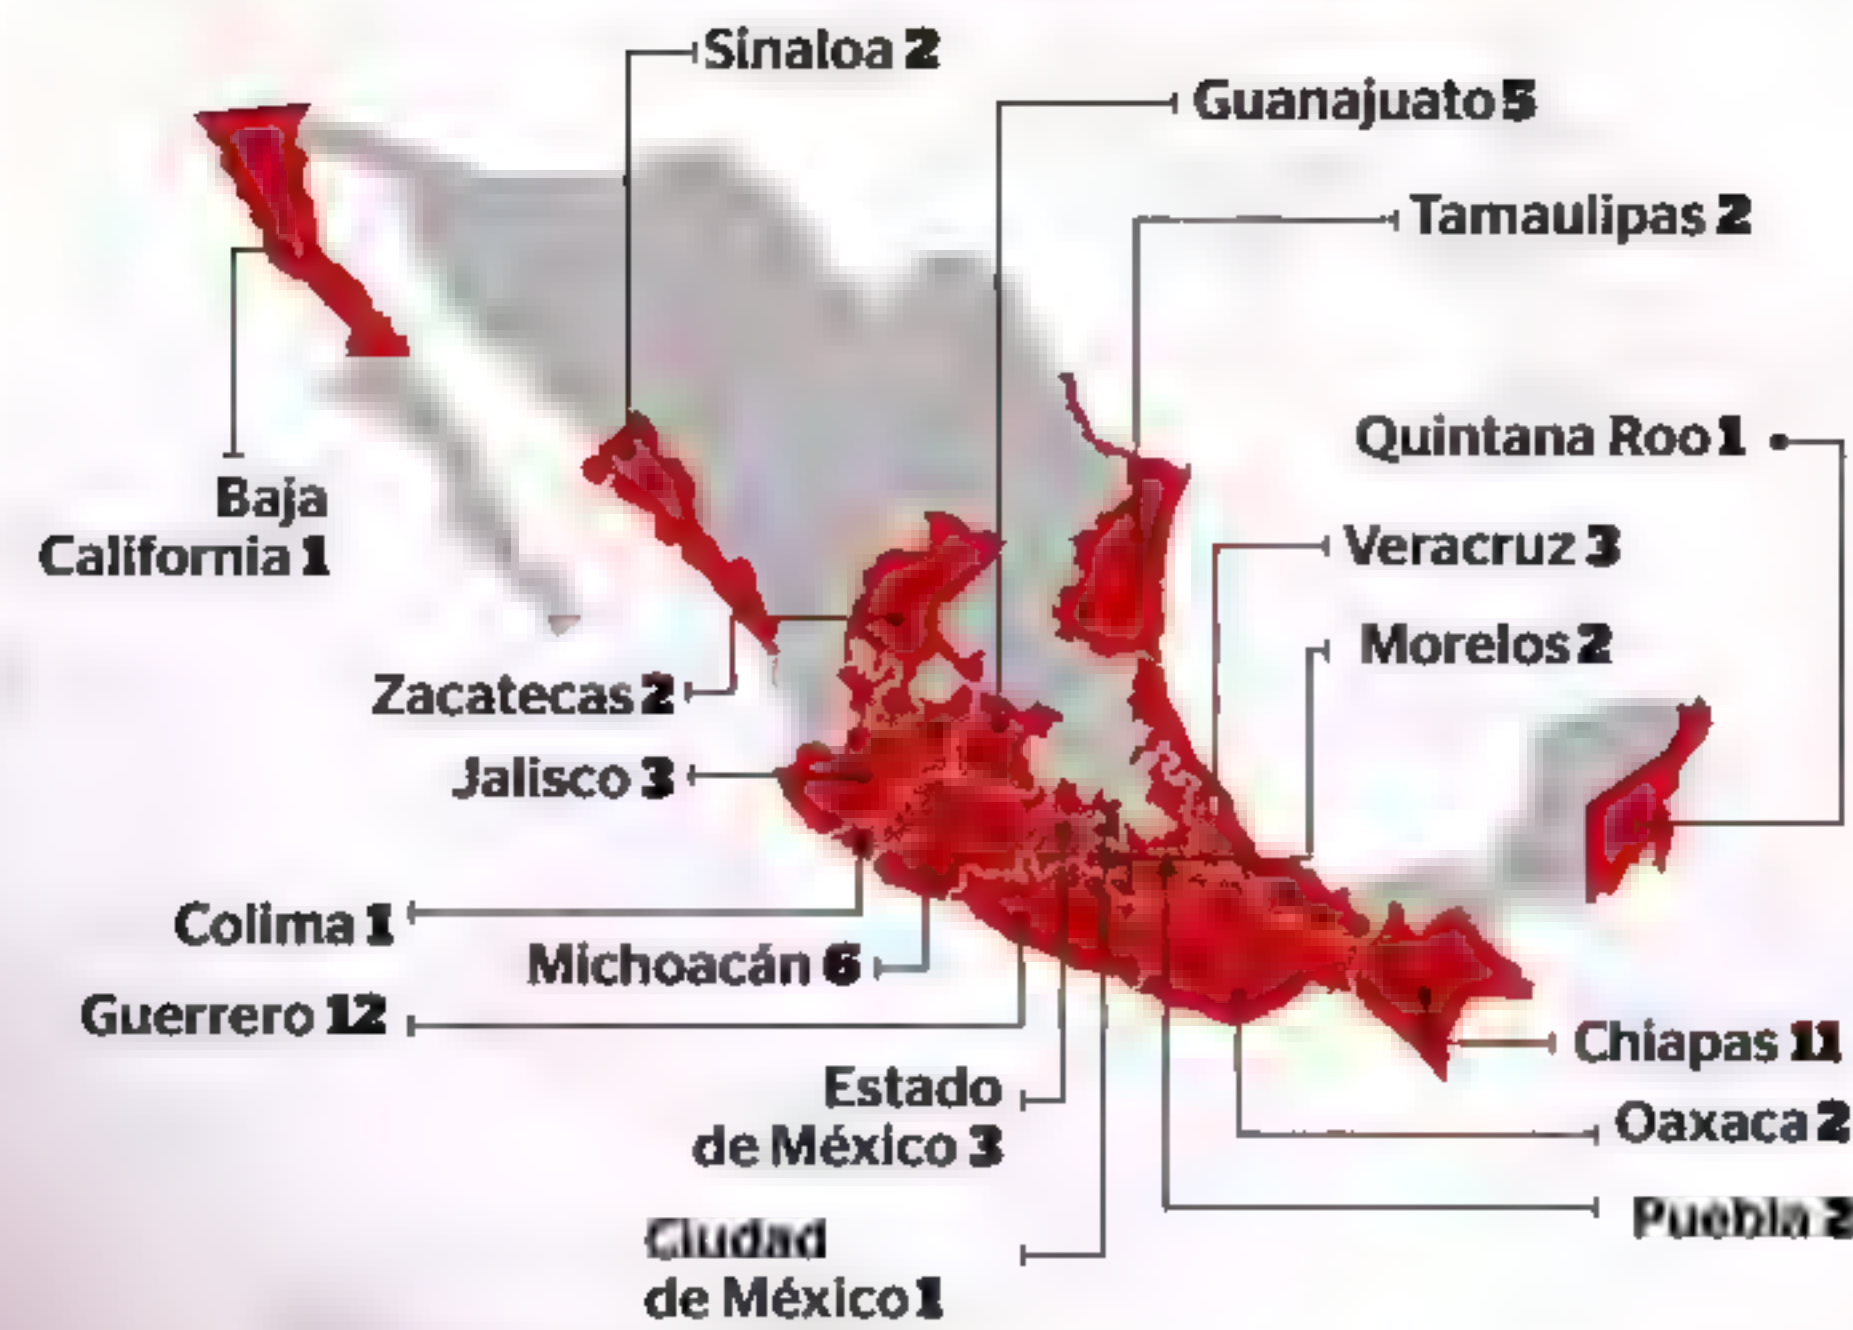 Sinaloa 2
Guanajuato 5
Tamaulipas 2
Quintana Roo 1
Baja
California 1
Veracruz 3
Morelos 2
Zacatecas 2
Jalisco 3
Colima 1
Michoacán 6
Guerrero 12
Chiapas 11
Estado
de México 3
Oaxaca 2
Puebla 2
Ciudad
de México 1